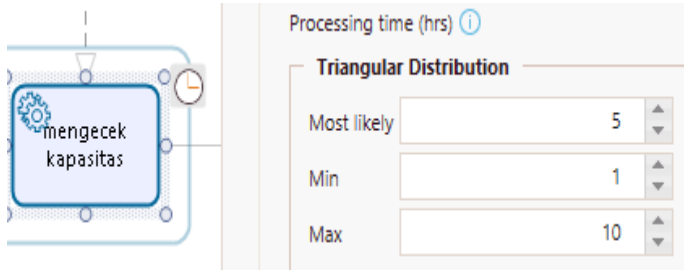 mengecek
kapasitas
Processing time (hrs)
Triangular Distribution
Most likely 5
Min 1
Max 10